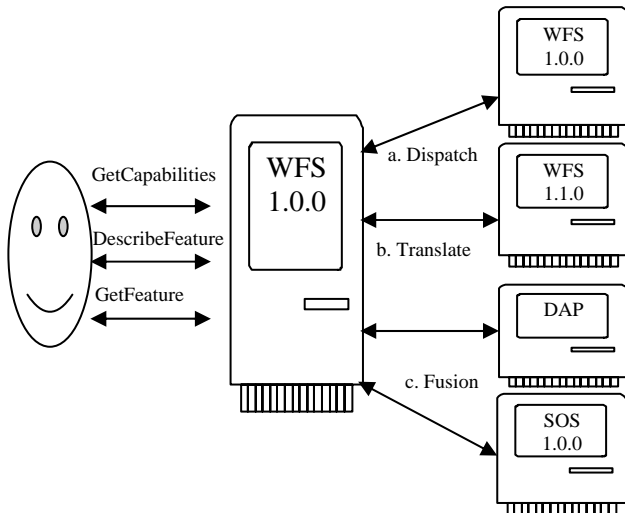 GetCapabilities
DescribeFeature
GetFeature
WFS
1.0.0
a. Dispatch
b. Translate
c. Fusion
WFS
1.0.0
WFS
1.1.0
DAP
SOS
1.0.0